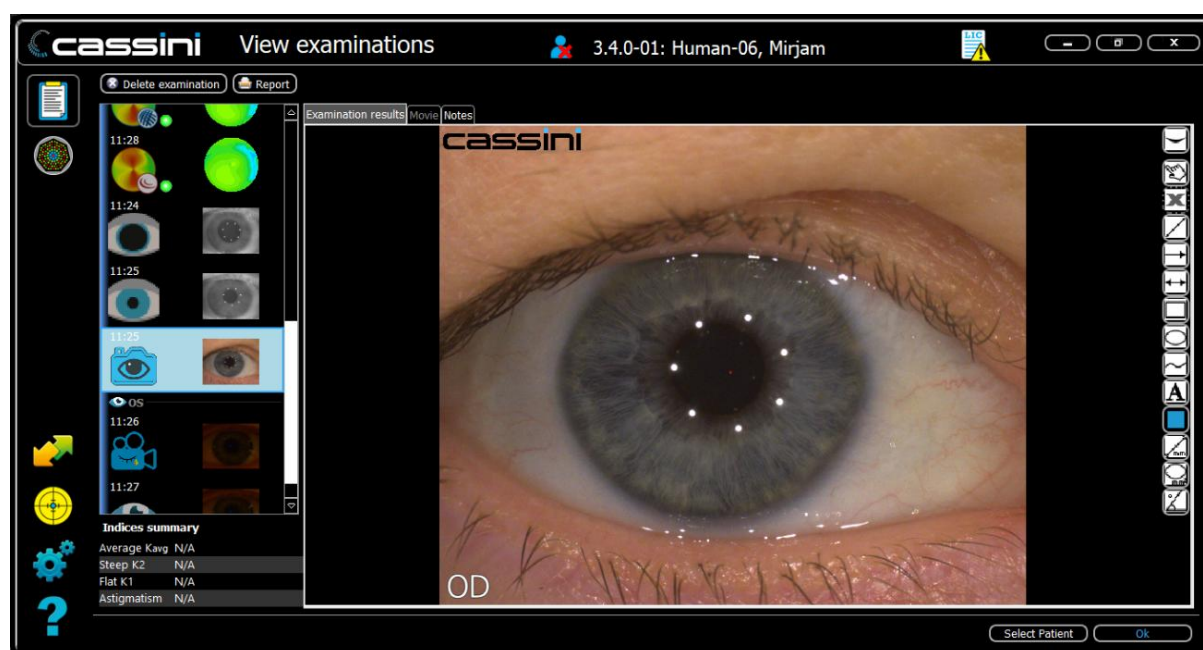 cassini
View examinations
3.4.0-01: Human-06, Mirjam
LIC
Delete examination
Report
Examination results
Movie
Notes
11:28
11:24
11:25
11:25
OS
11:26
11:27
Indices summary
Average Kavg N/A
Steep K2 N/A
Flat K1 N/A
Astigmatism N/A
cassini
OD
A
mm
?
Select Patient
Ok